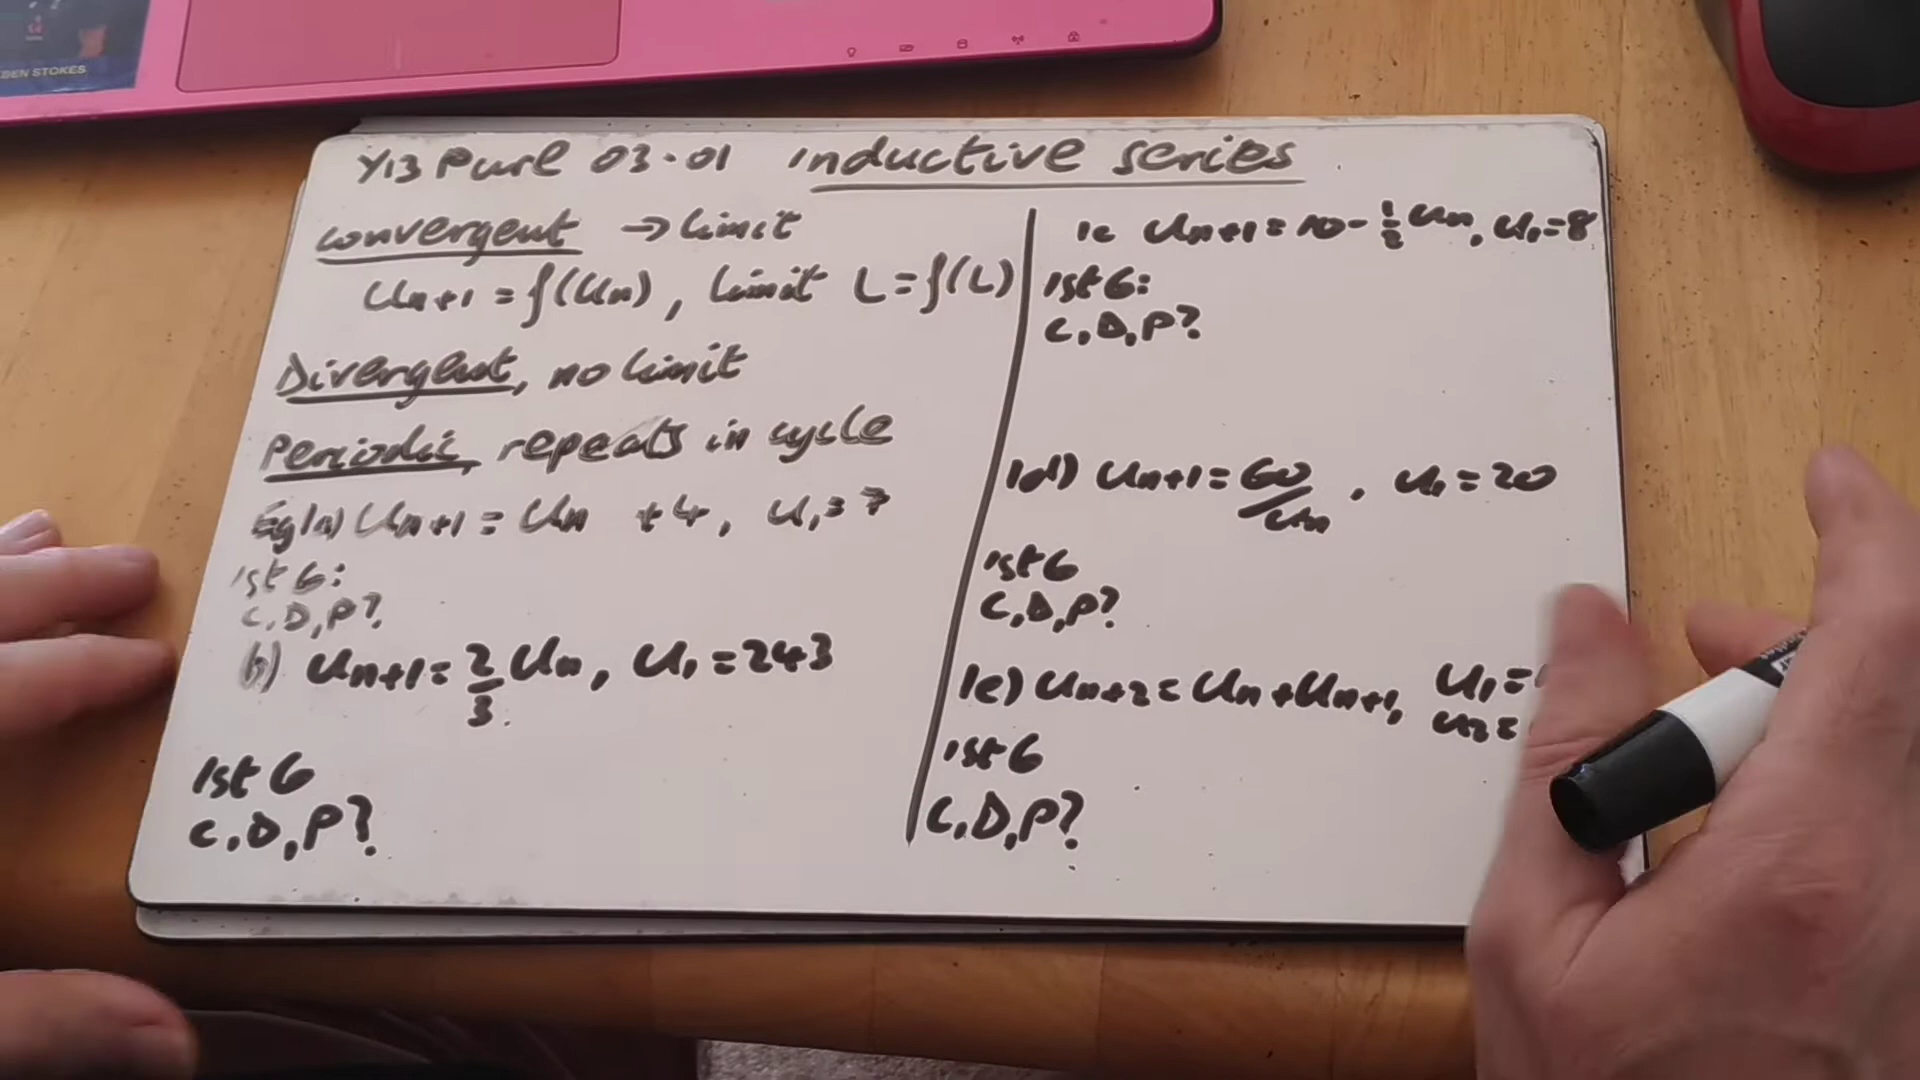 BEN STOKES
Y13 Pure 03.01 inductive series
convergent → limit
Un+1 = f(Un), limit L = f(L)
Divergent, no limit
Periodic, repeats in cycle
Eg 1a) Un+1 = Un + 4, U1 = 7
1st 6:
C, D, P?
b) Un+1 = 2/3 Un, U1 = 243
1st 6
C, D, P?
1c Un+1 = 10 - 1/2 Un, U1 = 8
1st 6:
C, D, P?
1d) Un+1 = 60/Un, U1 = 20
1st 6
C, D, P?
1e) Un+2 = Un + Un+1, U1 =
U2 =
1st 6
C, D, P?